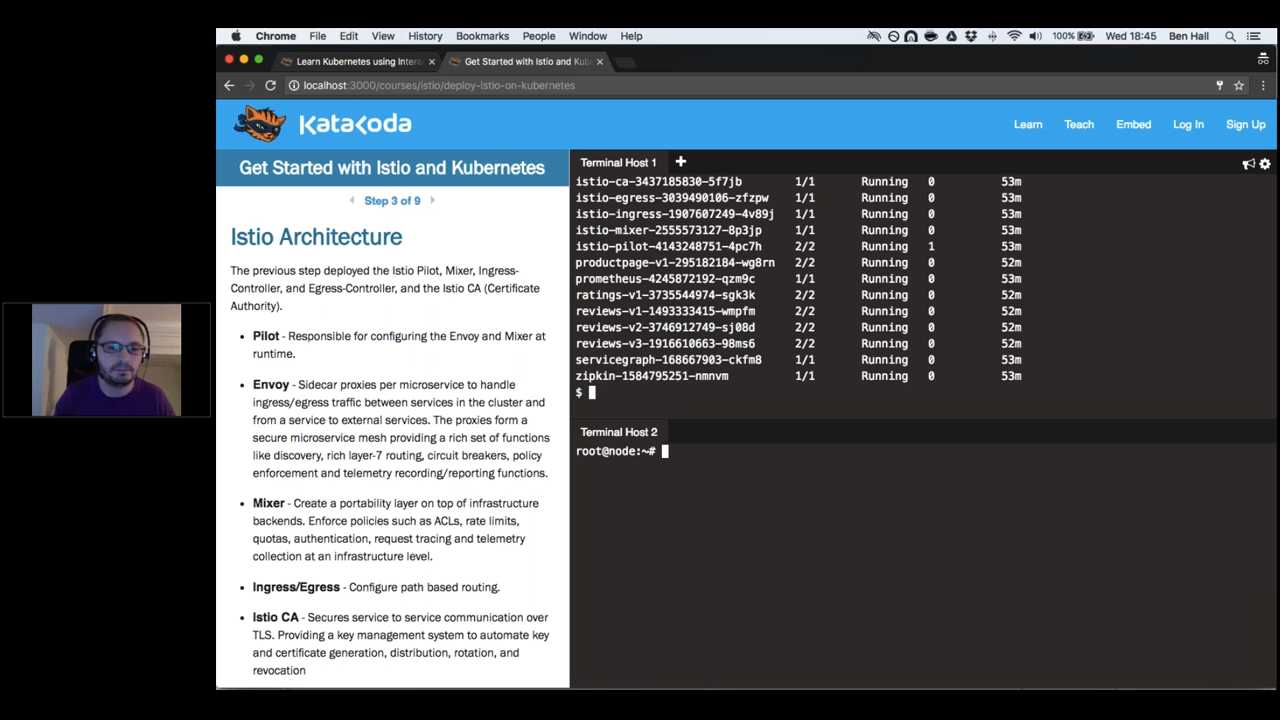 Chrome File Edit View History Bookmarks People Window Help 100% Wed 18:45 Ben Hall
Learn Kubernetes using Intera × Get Started with Istio and Kube ×
localhost:3000/courses/istio/deploy-istio-on-kubernetes
Katacoda Learn Teach Embed Log In Sign Up
Get Started with Istio and Kubernetes
Step 3 of 9
Istio Architecture
The previous step deployed the Istio Pilot, Mixer, Ingress-
Controller, and Egress-Controller, and the Istio CA (Certificate
Authority).
• Pilot - Responsible for configuring the Envoy and Mixer at
runtime.
• Envoy - Sidecar proxies per microservice to handle
ingress/egress traffic between services in the cluster and
from a service to external services. The proxies form a
secure microservice mesh providing a rich set of functions
like discovery, rich layer-7 routing, circuit breakers, policy
enforcement and telemetry recording/reporting functions.
• Mixer - Create a portability layer on top of infrastructure
backends. Enforce policies such as ACLs, rate limits,
quotas, authentication, request tracing and telemetry
collection at an infrastructure level.
• Ingress/Egress - Configure path based routing.
• Istio CA - Secures service to service communication over
TLS. Providing a key management system to automate key
and certificate generation, distribution, rotation, and
revocation
Terminal Host 1 +
istio-ca-3437185830-5f7jb 1/1 Running 0 53m
istio-egress-3039490106-zfzpw 1/1 Running 0 53m
istio-ingress-1907607249-4v89j 1/1 Running 0 53m
istio-mixer-2555573127-8p3jp 1/1 Running 0 53m
istio-pilot-4143248751-4pc7h 2/2 Running 1 53m
productpage-v1-295182184-wg8rn 2/2 Running 0 52m
prometheus-4245872192-qzm9c 1/1 Running 0 53m
ratings-v1-3735544974-sgk3k 2/2 Running 0 52m
reviews-v1-1493333415-wmpfm 2/2 Running 0 52m
reviews-v2-3746912749-sj08d 2/2 Running 0 52m
reviews-v3-1916610663-98ms6 2/2 Running 0 52m
servicegraph-168667903-ckfm8 1/1 Running 0 53m
zipkin-1584795251-nmnvm 1/1 Running 0 53m
$
Terminal Host 2
root@node:~#